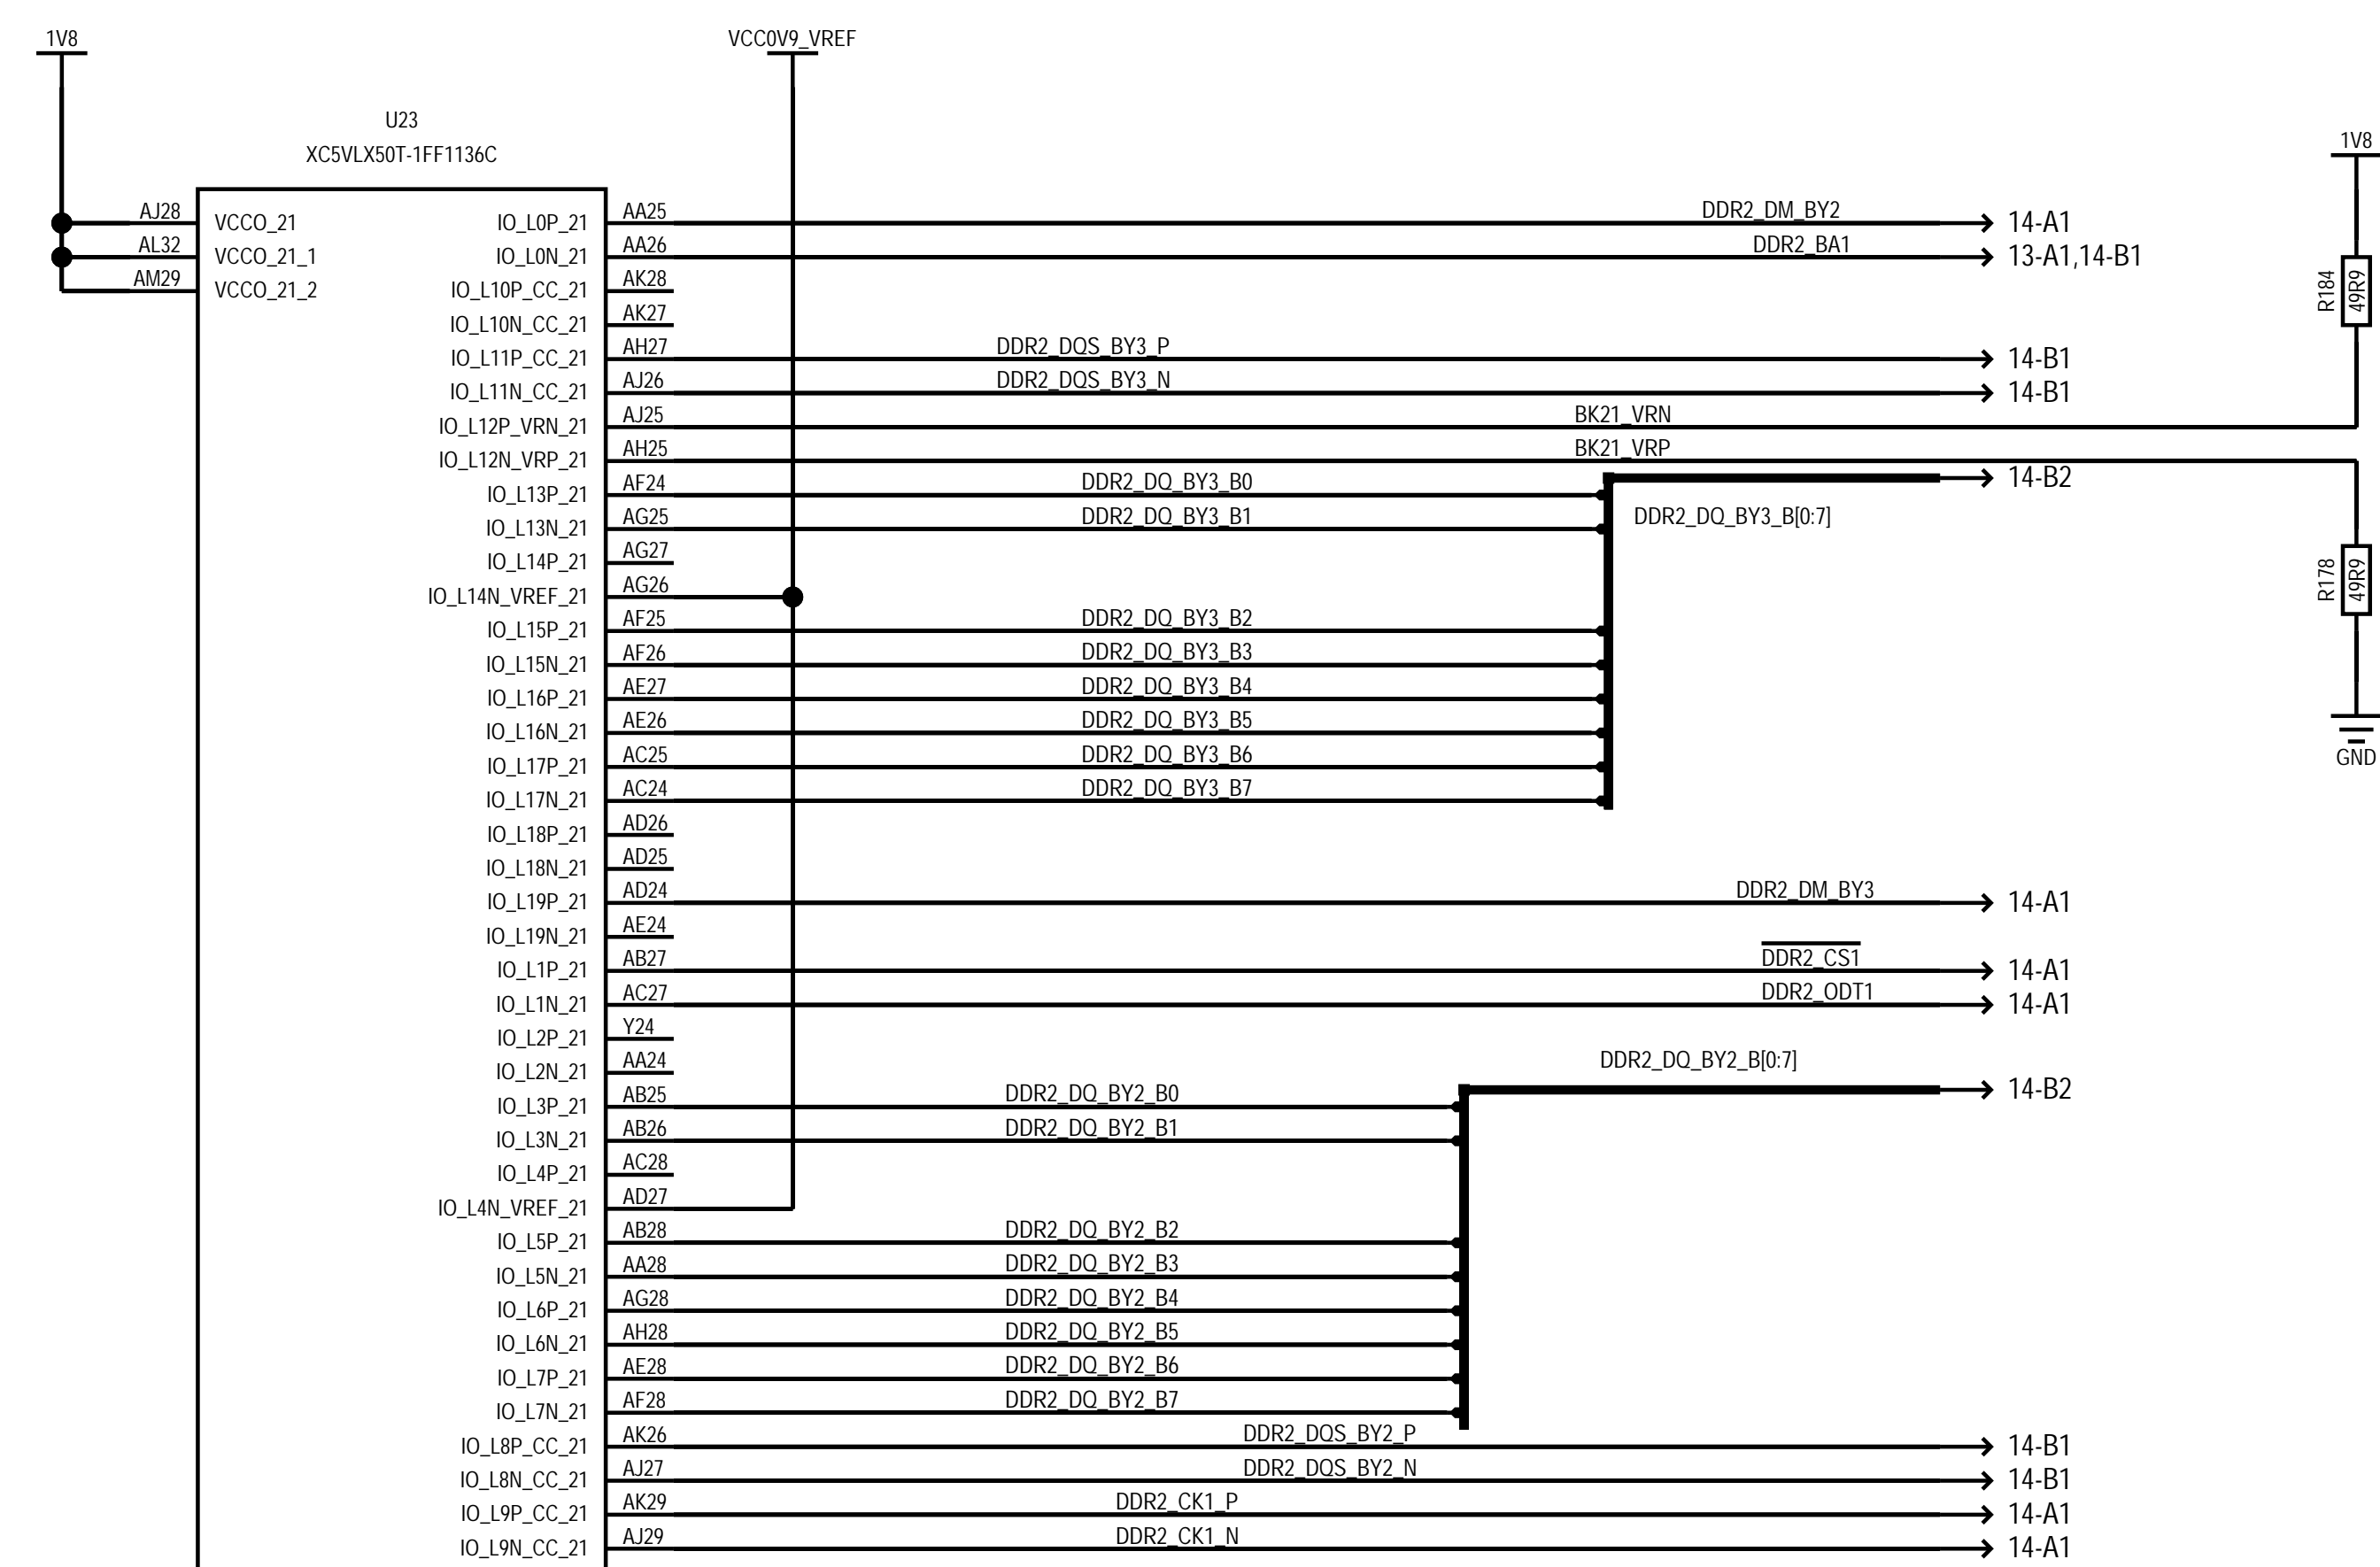 1V8
VCC0V9_VREF
U23
XC5VLX50T-1FF1136C
1V8
AJ28 VCCO_21 IO_L0P_21 AA25 DDR2_DM_BY2 14-A1
AL32 VCCO_21_1 IO_L0N_21 AA26 DDR2_BA1 13-A1,14-B1
AM29 VCCO_21_2 IO_L10P_CC_21 AK28
R184 49R9
IO_L10N_CC_21 AK27
IO_L11P_CC_21 AH27 DDR2_DQS_BY3_P 14-B1
IO_L11N_CC_21 AJ26 DDR2_DQS_BY3_N 14-B1
IO_L12P_VRN_21 AJ25 BK21_VRN
IO_L12N_VRP_21 AH25 BK21_VRP
14-B2
IO_L13P_21 AF24 DDR2_DQ_BY3_B0
IO_L13N_21 AG25 DDR2_DQ_BY3_B1 DDR2_DQ_BY3_B[0:7]
IO_L14P_21 AG27
R178 49R9
IO_L14N_VREF_21 AG26
IO_L15P_21 AF25 DDR2_DQ_BY3_B2
IO_L15N_21 AF26 DDR2_DQ_BY3_B3
IO_L16P_21 AE27 DDR2_DQ_BY3_B4
IO_L16N_21 AE26 DDR2_DQ_BY3_B5
GND
IO_L17P_21 AC25 DDR2_DQ_BY3_B6
IO_L17N_21 AC24 DDR2_DQ_BY3_B7
IO_L18P_21 AD26
IO_L18N_21 AD25
IO_L19P_21 AD24 DDR2_DM_BY3 14-A1
IO_L19N_21 AE24
IO_L1P_21 AB27 DDR2_CS1 14-A1
IO_L1N_21 AC27 DDR2_ODT1 14-A1
IO_L2P_21 Y24
IO_L2N_21 AA24 DDR2_DQ_BY2_B[0:7]
14-B2
IO_L3P_21 AB25 DDR2_DQ_BY2_B0
IO_L3N_21 AB26 DDR2_DQ_BY2_B1
IO_L4P_21 AC28
IO_L4N_VREF_21 AD27
IO_L5P_21 AB28 DDR2_DQ_BY2_B2
IO_L5N_21 AA28 DDR2_DQ_BY2_B3
IO_L6P_21 AG28 DDR2_DQ_BY2_B4
IO_L6N_21 AH28 DDR2_DQ_BY2_B5
IO_L7P_21 AE28 DDR2_DQ_BY2_B6
IO_L7N_21 AF28 DDR2_DQ_BY2_B7
IO_L8P_CC_21 AK26 DDR2_DQS_BY2_P 14-B1
IO_L8N_CC_21 AJ27 DDR2_DQS_BY2_N 14-B1
IO_L9P_CC_21 AK29 DDR2_CK1_P 14-A1
IO_L9N_CC_21 AJ29 DDR2_CK1_N 14-A1